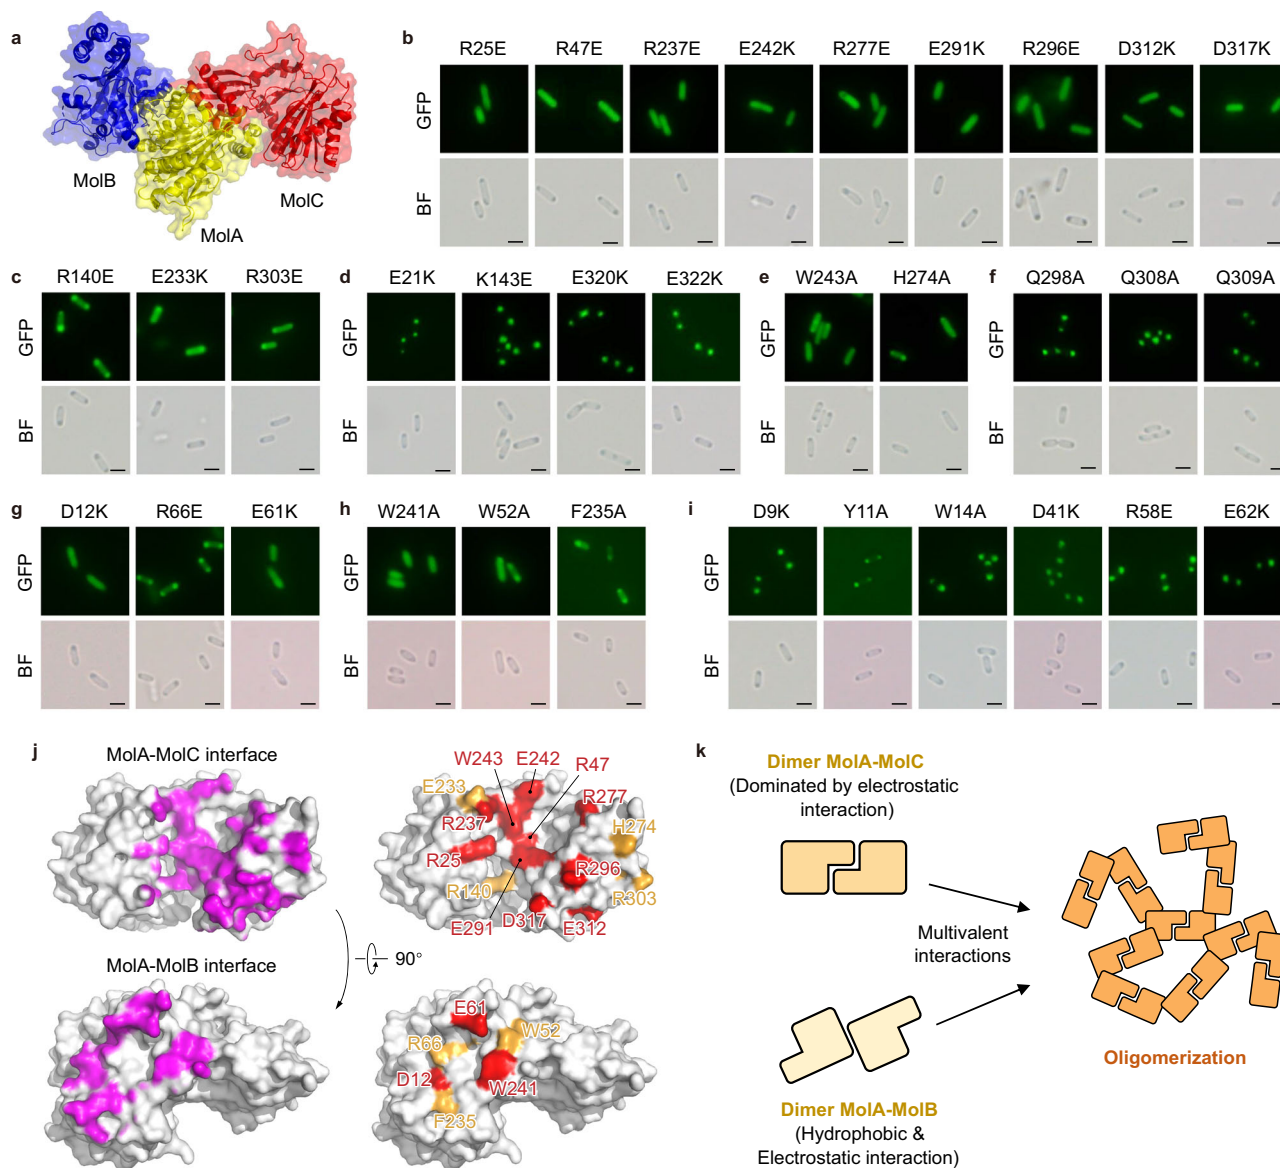 a
MolB
MolA
MolC
b
R25E R47E R237E E242K R277E E291K R296E D312K D317K
GFP
BF
c
R140E E233K R303E
GFP
BF
d
E21K K143E E320K E322K
e
W243A H274A
GFP
BF
f
Q298A Q308A Q309A
GFP
BF
g
D12K R66E E61K
GFP
BF
h
W241A W52A F235A
GFP
BF
i
D9K Y11A W14A D41K R58E E62K
GFP
BF
j
MolA-MolC interface
W243 E242
R47
E233
R277
R237
H274
R25
R296
R140
R303
E291 D317 E312
90°
MolA-MolB interface
E61
W52
R66
D12
W241
F235
k
Dimer MolA-MolC
(Dominated by electrostatic
interaction)
Multivalent
interactions
Oligomerization
Dimer MolA-MolB
(Hydrophobic &
Electrostatic interaction)